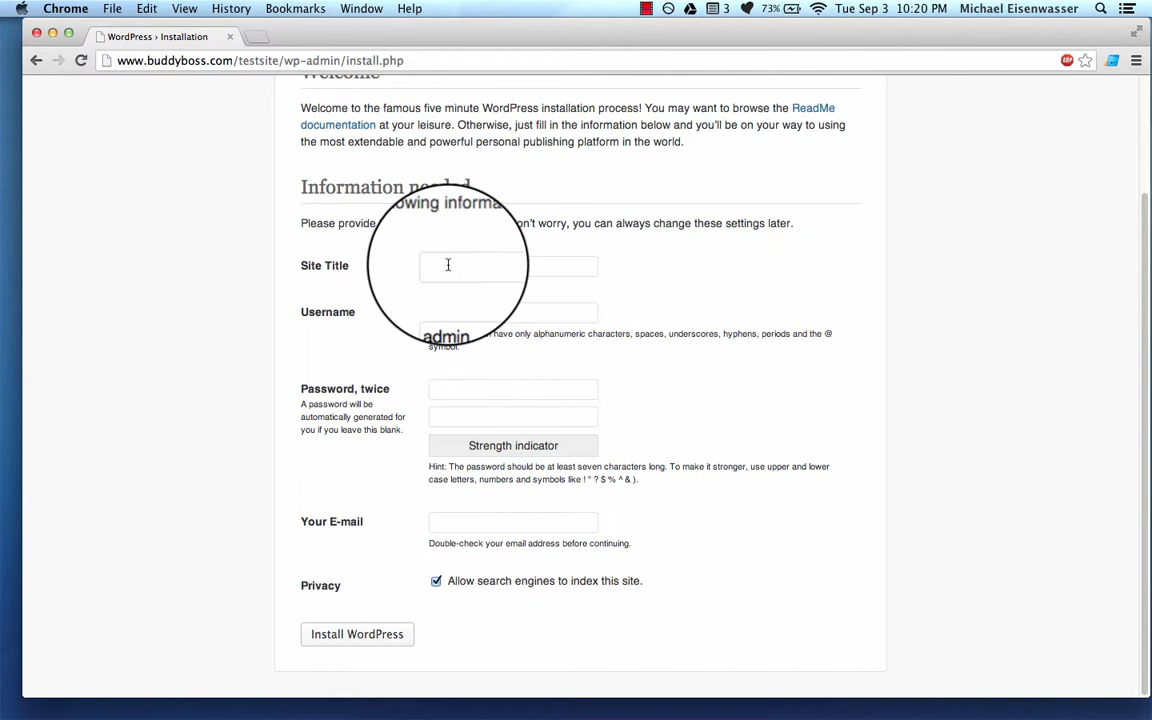 Chrome File Edit View History Bookmarks Window Help 3 73% Tue Sep 3 10:20 PM Michael Eisenwasser
WordPress › Installation
www.buddyboss.com/testsite/wp-admin/install.php
Welcome
Welcome to the famous five minute WordPress installation process! You may want to browse the ReadMe
documentation at your leisure. Otherwise, just fill in the information below and you'll be on your way to using
the most extendable and powerful personal publishing platform in the world.
Information needed
owing informa
Please provide on't worry, you can always change these settings later.
Site Title
Username
admin
have only alphanumeric characters, spaces, underscores, hyphens, periods and the @
symbol.
Password, twice
A password will be
automatically generated for
you if you leave this blank.
Strength indicator
Hint: The password should be at least seven characters long. To make it stronger, use upper and lower
case letters, numbers and symbols like ! " ? $ % ^ & ).
Your E-mail
Double-check your email address before continuing.
Privacy
Allow search engines to index this site.
Install WordPress